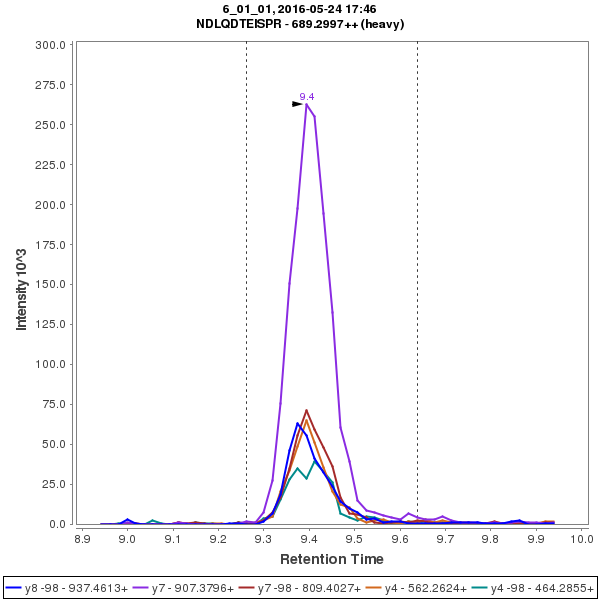 6_01_01, 2016-05-24 17:46
NDLQDTEISPR - 689.2997++ (heavy)
300.0
275.0
250.0
225.0
200.0
175.0
150.0
125.0
100.0
75.0
50.0
25.0
0.0
Intensity 10^3
9.4
8.9 9.0 9.1 9.2 9.3 9.4 9.5 9.6 9.7 9.8 9.9 10.0
Retention Time
y8 -98 - 937.4613+ y7 - 907.3796+ y7 -98 - 809.4027+ y4 - 562.2624+ y4 -98 - 464.2855+